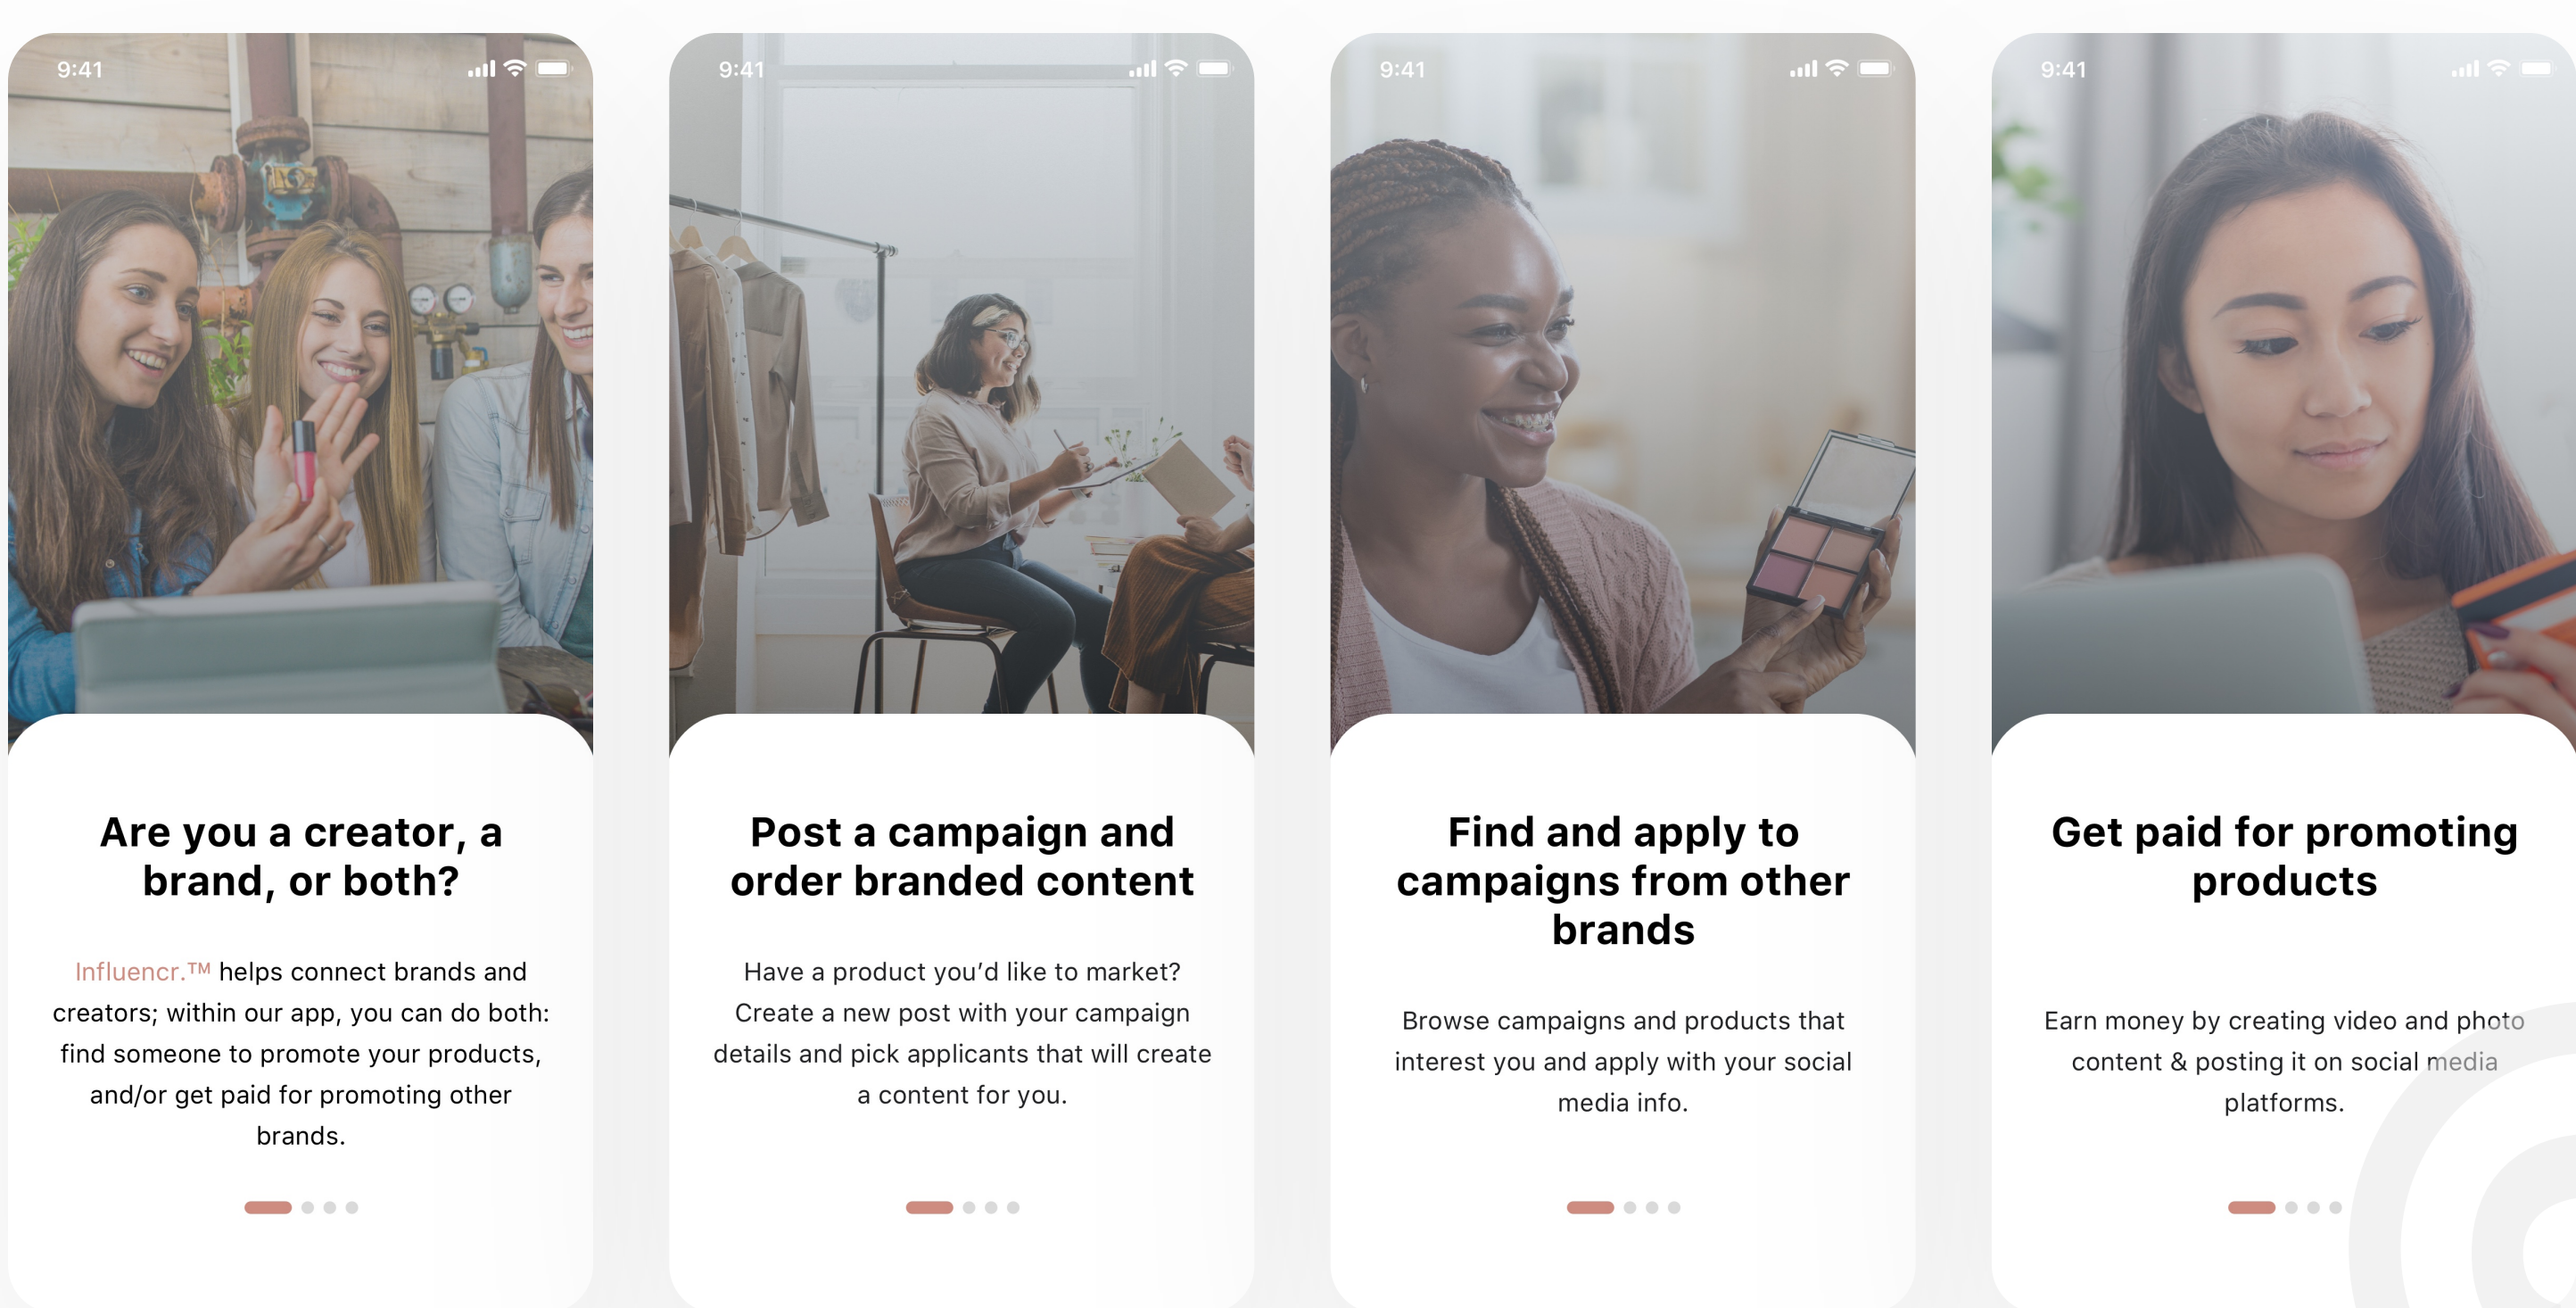 9:41
Are you a creator, a
brand, or both?
Influencr.™ helps connect brands and
creators; within our app, you can do both:
find someone to promote your products,
and/or get paid for promoting other
brands.
9:41
Post a campaign and
order branded content
Have a product you’d like to market?
Create a new post with your campaign
details and pick applicants that will create
a content for you.
9:41
Find and apply to
campaigns from other
brands
Browse campaigns and products that
interest you and apply with your social
media info.
9:41
Get paid for promoting
products
Earn money by creating video and photo
content & posting it on social media
platforms.